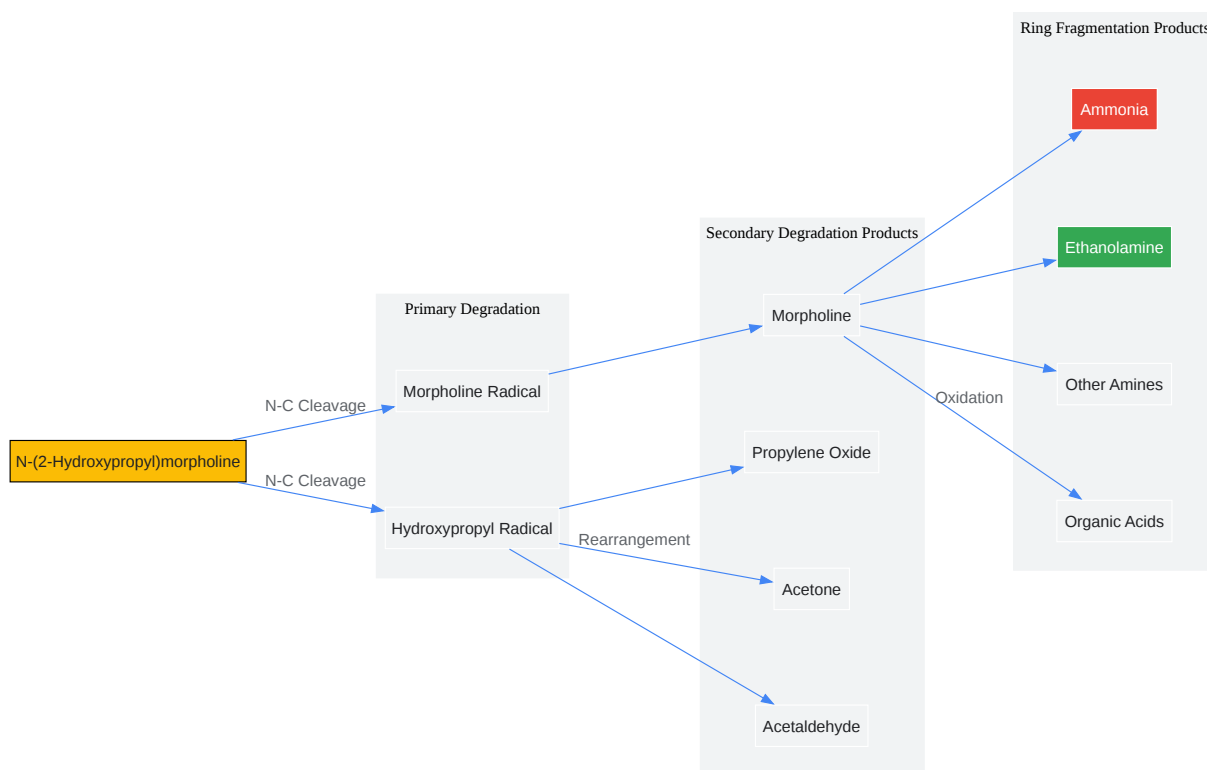 Ring Fragmentation Products
Ammonia
Secondary Degradation Products
Ethanolamine
Primary Degradation
Morpholine
Morpholine Radical
Other Amines
N-C Cleavage
Oxidation
N-(2-Hydroxypropyl)morpholine
Propylene Oxide
N-C Cleavage
Hydroxypropyl Radical
Organic Acids
Rearrangement
Acetone
Acetaldehyde